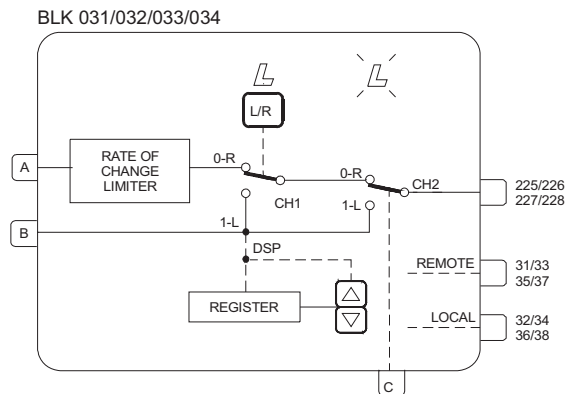 BLK 031/032/033/034
L
L
L/R
A
RATE OF
CHANGE
LIMITER
0-R
0-R
CH2
225/226
227/228
CH1
1-L
1-L
B
DSP
REMOTE
31/33
35/37
REGISTER
LOCAL
32/34
36/38
C